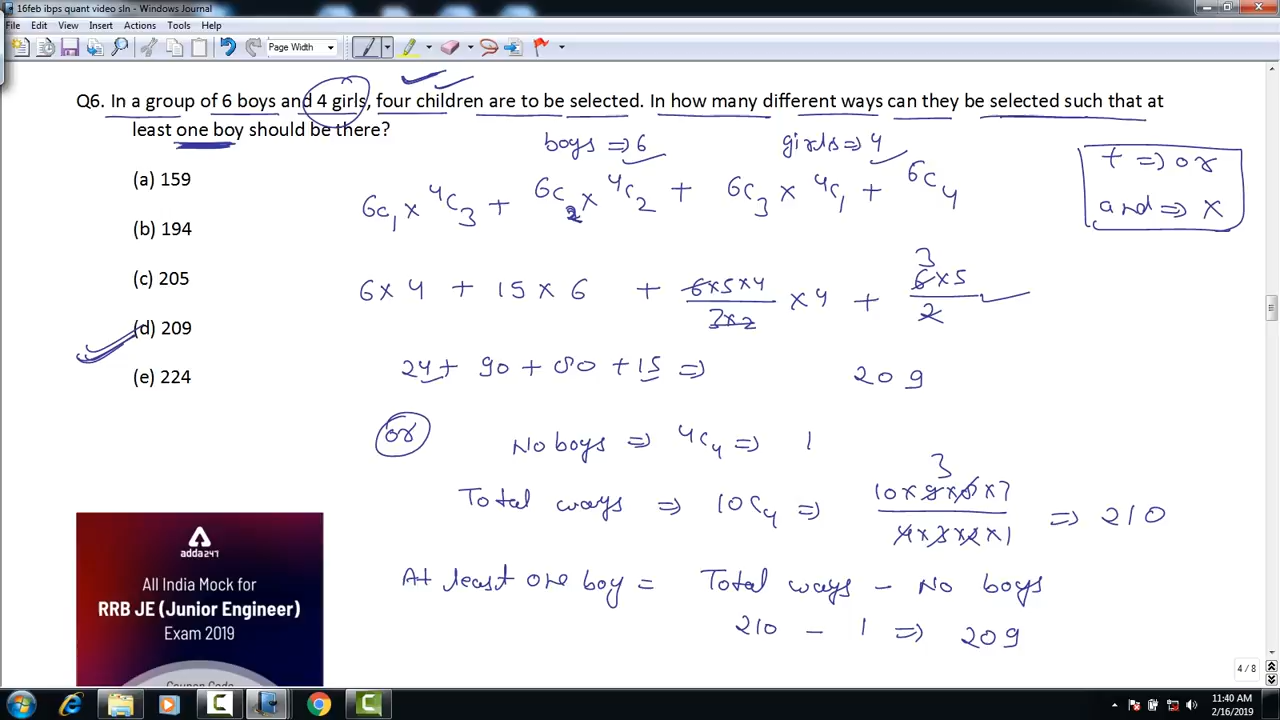 16feb ibps quant video sln - Windows Journal
File Edit View Insert Actions Tools Help
Page Width
Q6. In a group of 6 boys and 4 girls, four children are to be selected. In how many different ways can they be selected such that at
least one boy should be there?
boys ⇒ 6 girls ⇒ 4
+ ⇒ or
and ⇒ ×
(a) 159
6C1 × 4C3 + 6C2 × 4C2 + 6C3 × 4C1 + 6C4
(b) 194
(c) 205
6×4 + 15×6 + 6×5×4/3×2 ×4 + 6×5/2 3
(d) 209
24 + 90 + 80 + 15 ⇒ 209
(e) 224
or
No boys ⇒ 4C4 ⇒ 1
Total ways ⇒ 10C4 ⇒ 10×9×8×7/4×3×2×1 3 ⇒ 210
At least one boy = Total ways - No boys
210 - 1 ⇒ 209
adda247
All India Mock for
RRB JE (Junior Engineer)
Exam 2019
Coupon Code
4 / 8
11:40 AM
2/16/2019